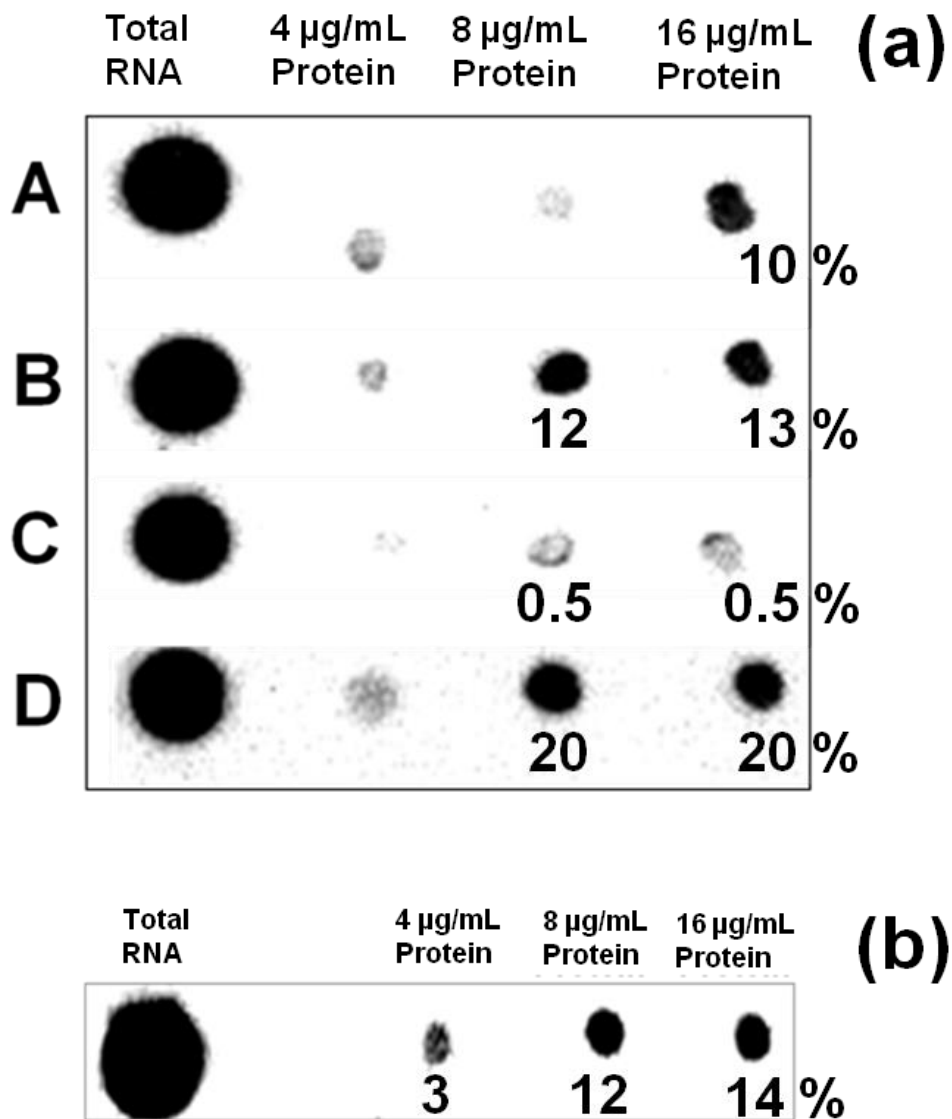 Total 4 µg/mL 8 µg/mL 16 µg/mL (a)
RNA Protein Protein Protein
A
10 %
B
12 13 %
C
0.5 0.5 %
D
20 20 %
Total 4 µg/mL 8 µg/mL 16 µg/mL (b)
RNA Protein Protein Protein
3 12 14 %